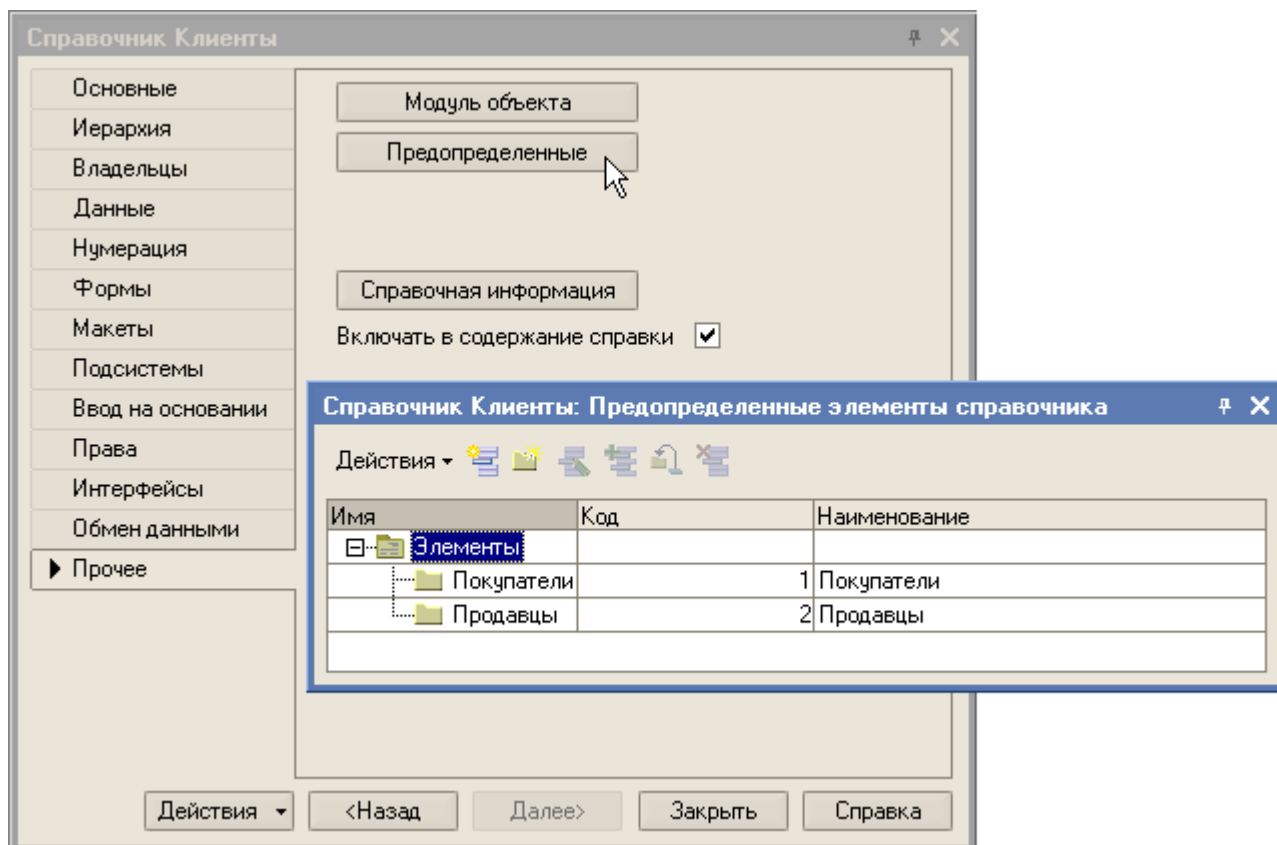 Справочник Клиенты
Основные
Иерархия
Владельцы
Данные
Нумерация
Формы
Макеты
Подсистемы
Ввод на основании
Права
Интерфейсы
Обмен данными
Прочее
Модуль объекта
Предопределенные
Справочная информация
Включать в содержание справки
Справочник Клиенты: Предопределенные элементы справочника
Действия
Имя Код Наименование
Элементы
Покупатели 1 Покупатели
Продавцы 2 Продавцы
Действия <Назад Далее> Закрыть Справка